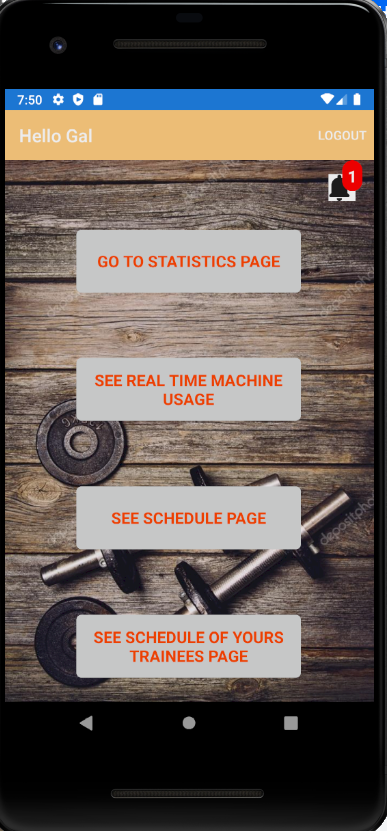 7:50
Hello Gal
LOGOUT
1
GO TO STATISTICS PAGE
SEE REAL TIME MACHINE
USAGE
SEE SCHEDULE PAGE
depositpho
SEE SCHEDULE OF YOURS
TRAINEES PAGE